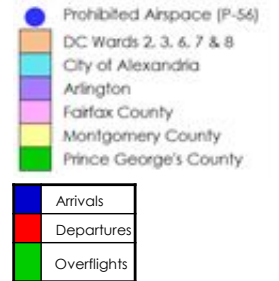 Prohibited Airspace (P-56)
DC Wards 2, 3, 6, 7 & 8
City of Alexandria
Arlington
Fairfax County
Montgomery County
Prince George's County
Arrivals
Departures
Overflights